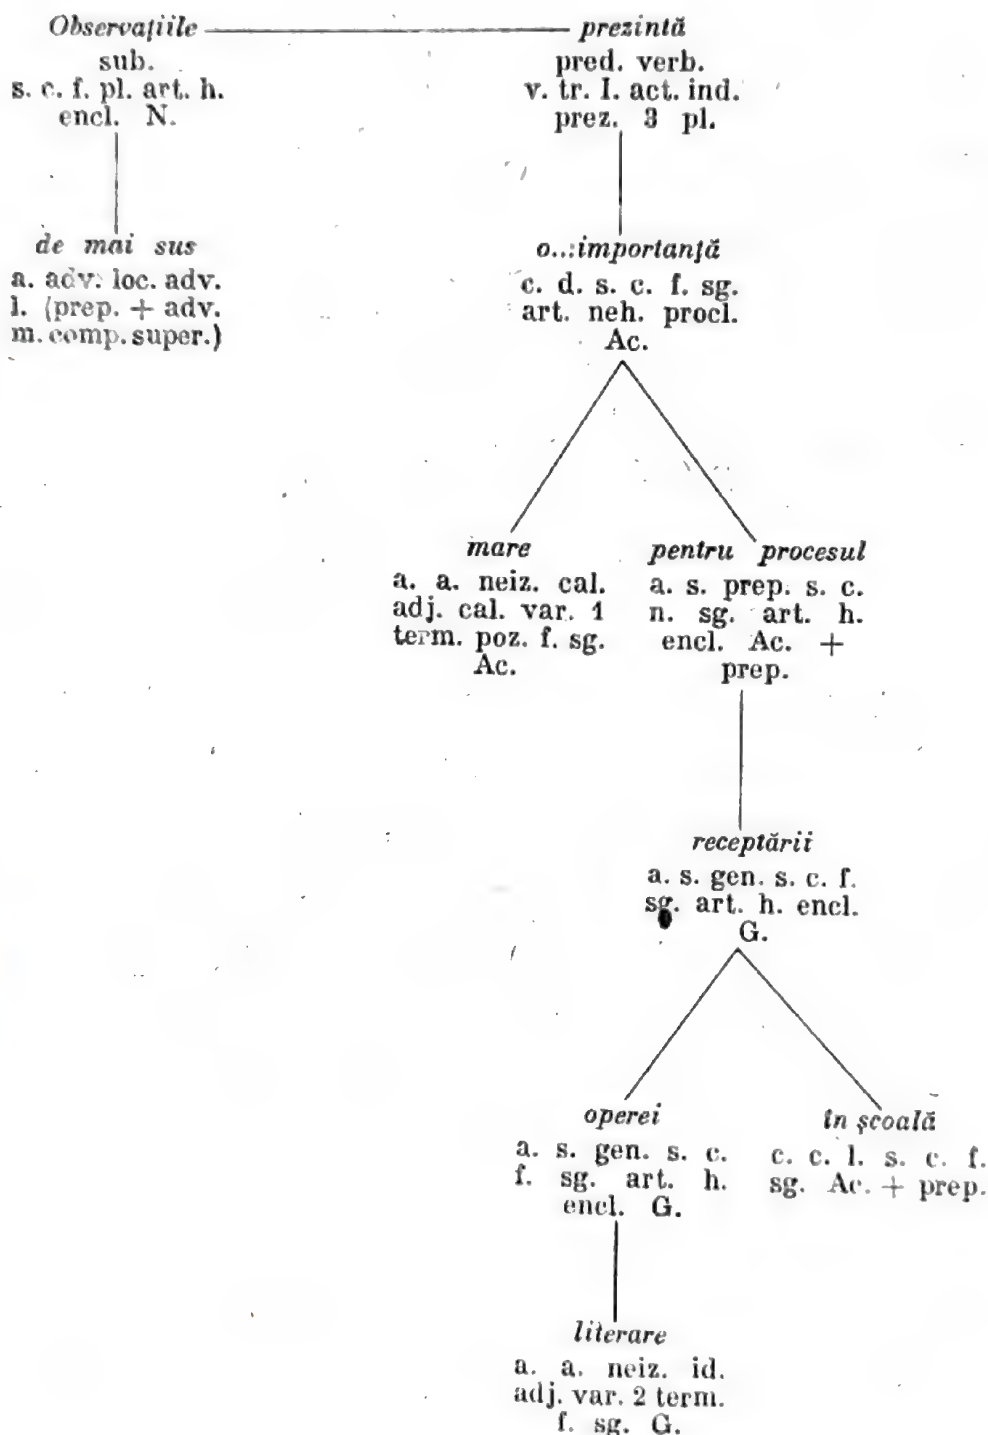 Observațiile prezintă
sub. pred. verb.
s. c. f. pl. art. h. v. tr. I. act. ind.
encl. N. prez. 3 pl.
de mai sus o...importanță
a. adv. loc. adv. c. d. s. c. f. sg.
l. (prep. + adv. art. neh. procl.
m. comp. super.) Ac.
mare pentru procesul
a. a. neiz. cal. a. s. prep. s. c.
adj. cal. var. 1 n. sg. art. h.
term. poz. f. sg. encl. Ac. +
Ac. prep.
receptării
a. s. gen. s. c. f.
sg. art. h. encl.
G.
operei în școală
a. s. gen. s. c. c. c. l. s. c. f.
f. sg. art. h. sg. Ac. + prep.
encl. G.
literare
a. a. neiz. id.
adj. var. 2 term.
f. sg. G.